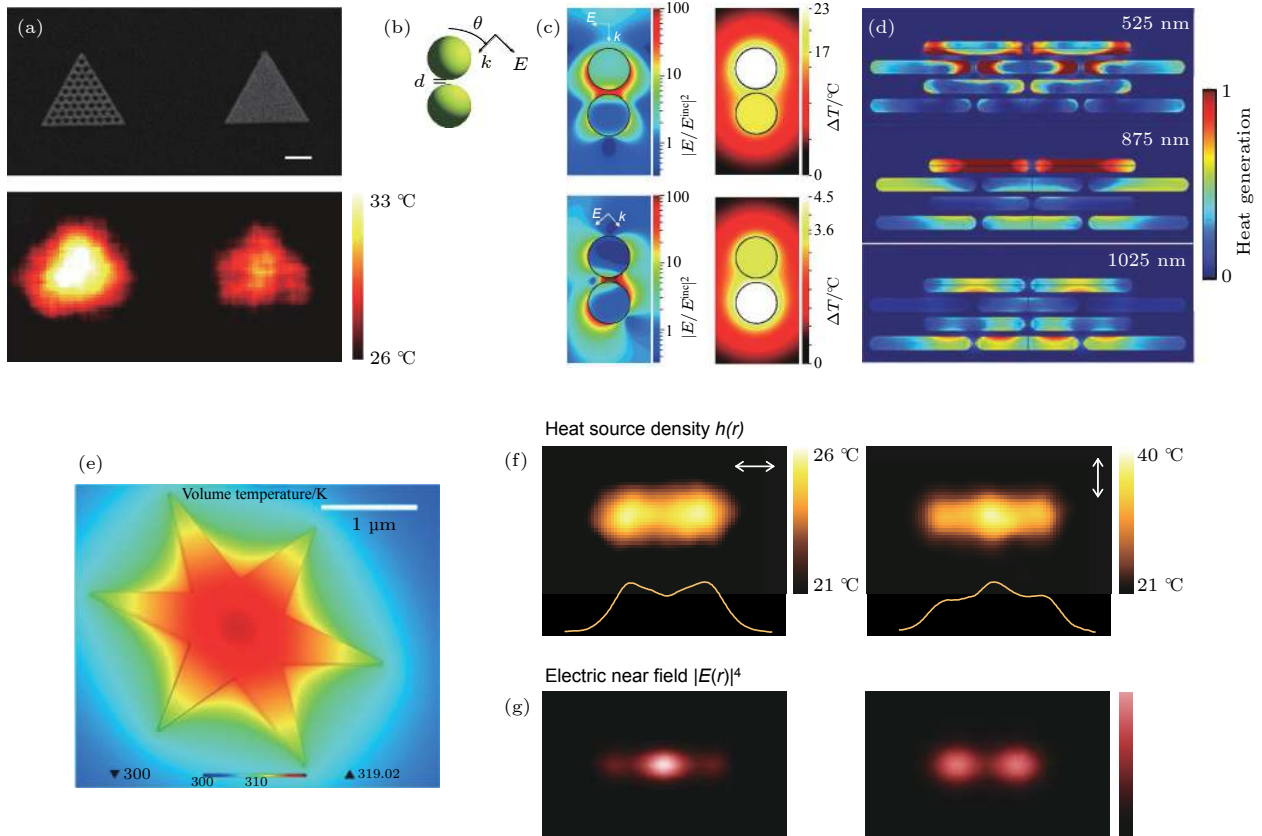 (a)
33 ℃
26 ℃
(b)
θ
k
E
d
(c)
E
k
100
10
1
|E/E^inc|²
23
17
0
ΔT/℃
E
k
100
10
1
|E/E^inc|²
4.5
3.6
0
ΔT/℃
(d)
525 nm
875 nm
1025 nm
1
0
Heat generation
(e)
Volume temperature/K
1 μm
▼300
300
310
▲319.02
Heat source density h(r)
(f)
26 ℃
21 ℃
40 ℃
21 ℃
Electric near field |E(r)|⁴
(g)